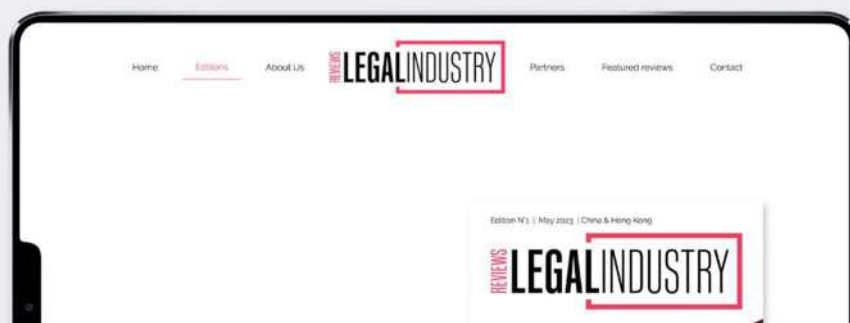 Home Editions About Us REVIEWS LEGALINDUSTRY Partners Featured reviews Contact
Edition N°1 | May 2023 | China & Hong Kong
REVIEWS LEGALINDUSTRY